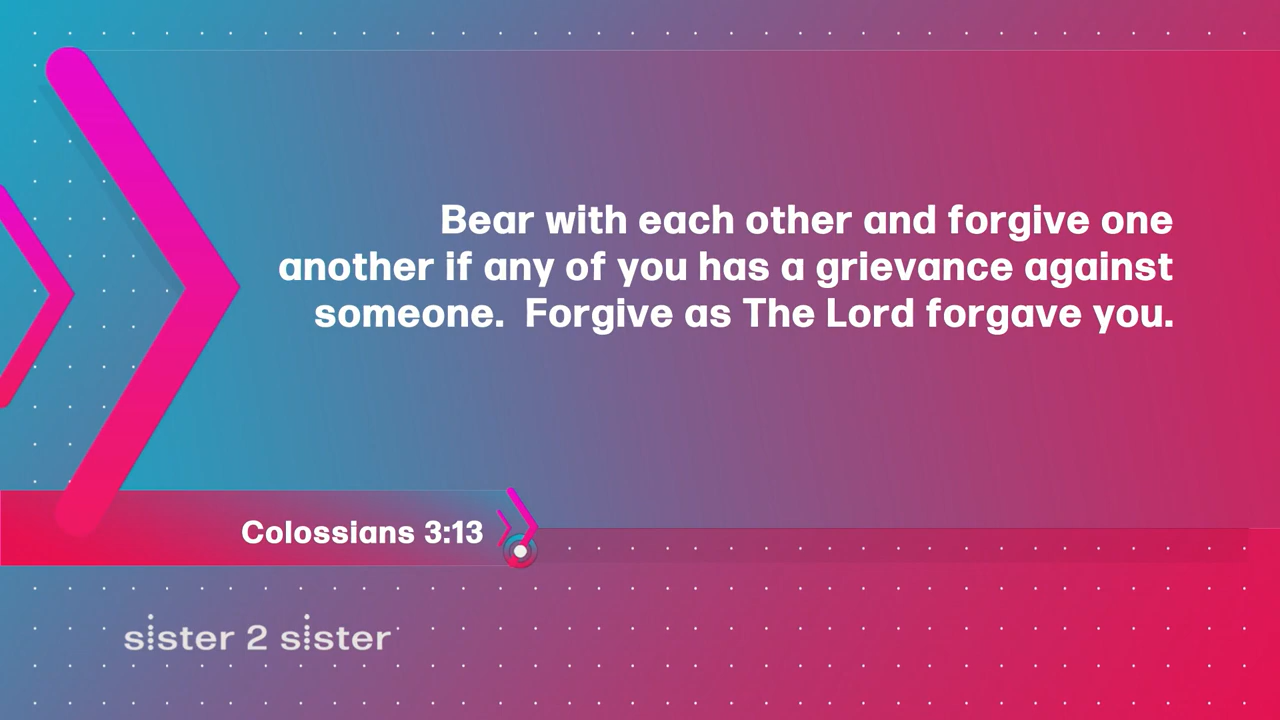 Bear with each other and forgive one
another if any of you has a grievance against
someone.  Forgive as The Lord forgave you.
Colossians 3:13
sister 2 sister